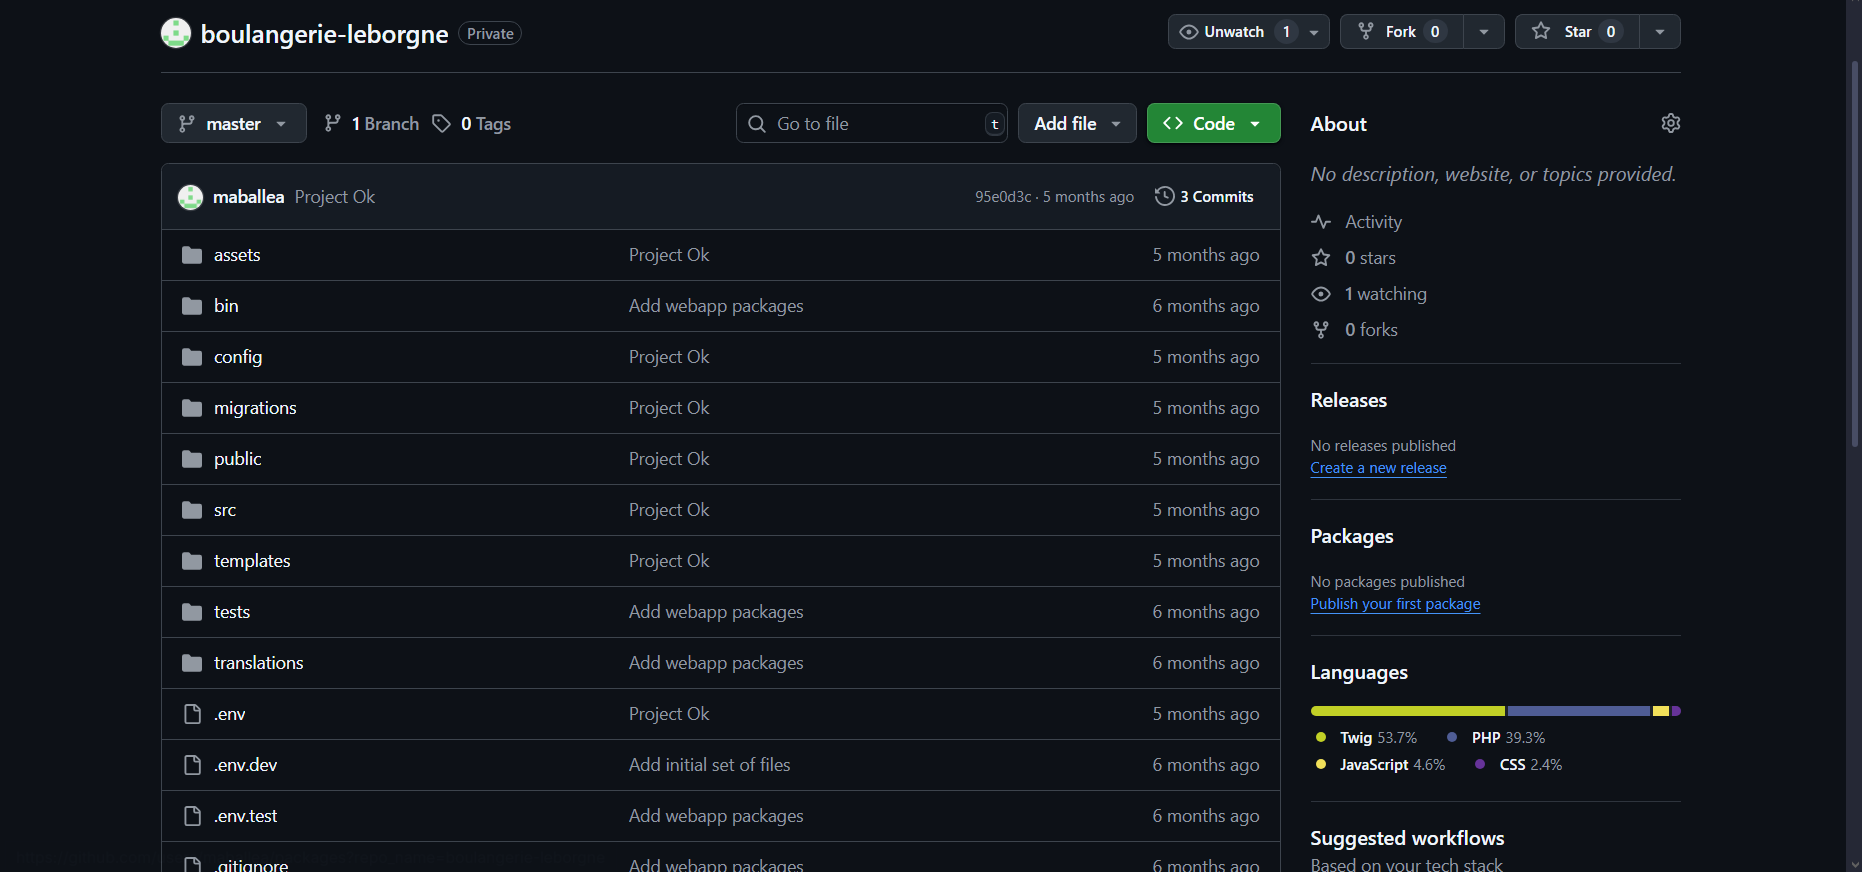 boulangerie-leborgne Private Unwatch 1 Fork 0 Star 0
master 1 Branch 0 Tags Go to file t Add file Code
maballea Project Ok 95e0d3c · 5 months ago 3 Commits
assets Project Ok 5 months ago
bin Add webapp packages 6 months ago
config Project Ok 5 months ago
migrations Project Ok 5 months ago
public Project Ok 5 months ago
src Project Ok 5 months ago
templates Project Ok 5 months ago
tests Add webapp packages 6 months ago
translations Add webapp packages 6 months ago
.env Project Ok 5 months ago
.env.dev Add initial set of files 6 months ago
.env.test Add webapp packages 6 months ago
.gitignore Add webapp packages 6 months ago
About
No description, website, or topics provided.
Activity
0 stars
1 watching
0 forks
Releases
No releases published
Create a new release
Packages
No packages published
Publish your first package
Languages
Twig 53.7% PHP 39.3%
JavaScript 4.6% CSS 2.4%
Suggested workflows
Based on your tech stack